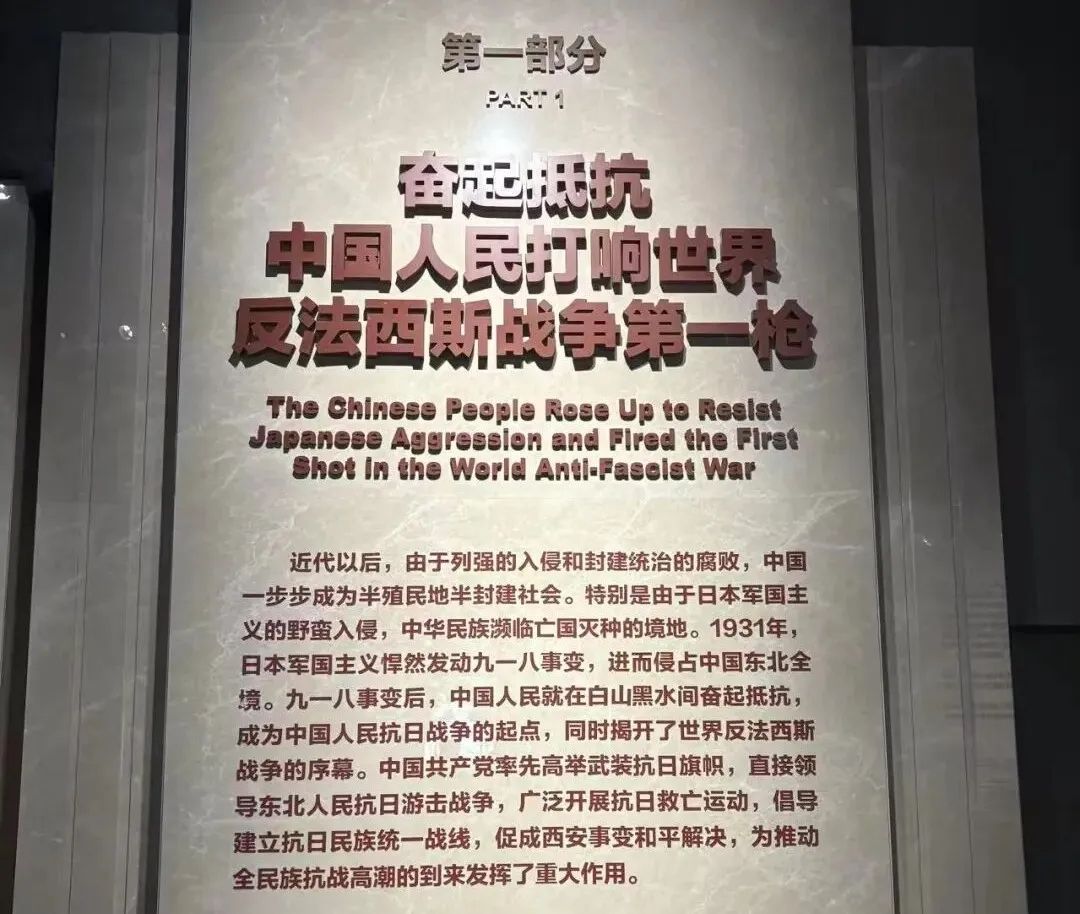 第一部分
PART 1
奋起抵抗
中国人民打响世界
反法西斯战争第一枪
The Chinese People Rose Up to Resist
Japanese Aggression and Fired the First
Shot in the World Anti-Fascist War
近代以后，由于列强的入侵和封建统治的腐败，中国
一步步成为半殖民地半封建社会。特别是由于日本军国主
义的野蛮入侵，中华民族濒临亡国灭种的境地。1931年，
日本军国主义悍然发动九一八事变，进而侵占中国东北全
境。九一八事变后，中国人民就在白山黑水间奋起抵抗，
成为中国人民抗日战争的起点，同时揭开了世界反法西斯
战争的序幕。中国共产党率先高举武装抗日旗帜，直接领
导东北人民抗日游击战争，广泛开展抗日救亡运动，倡导
建立抗日民族统一战线，促成西安事变和平解决，为推动
全民族抗战高潮的到来发挥了重大作用。